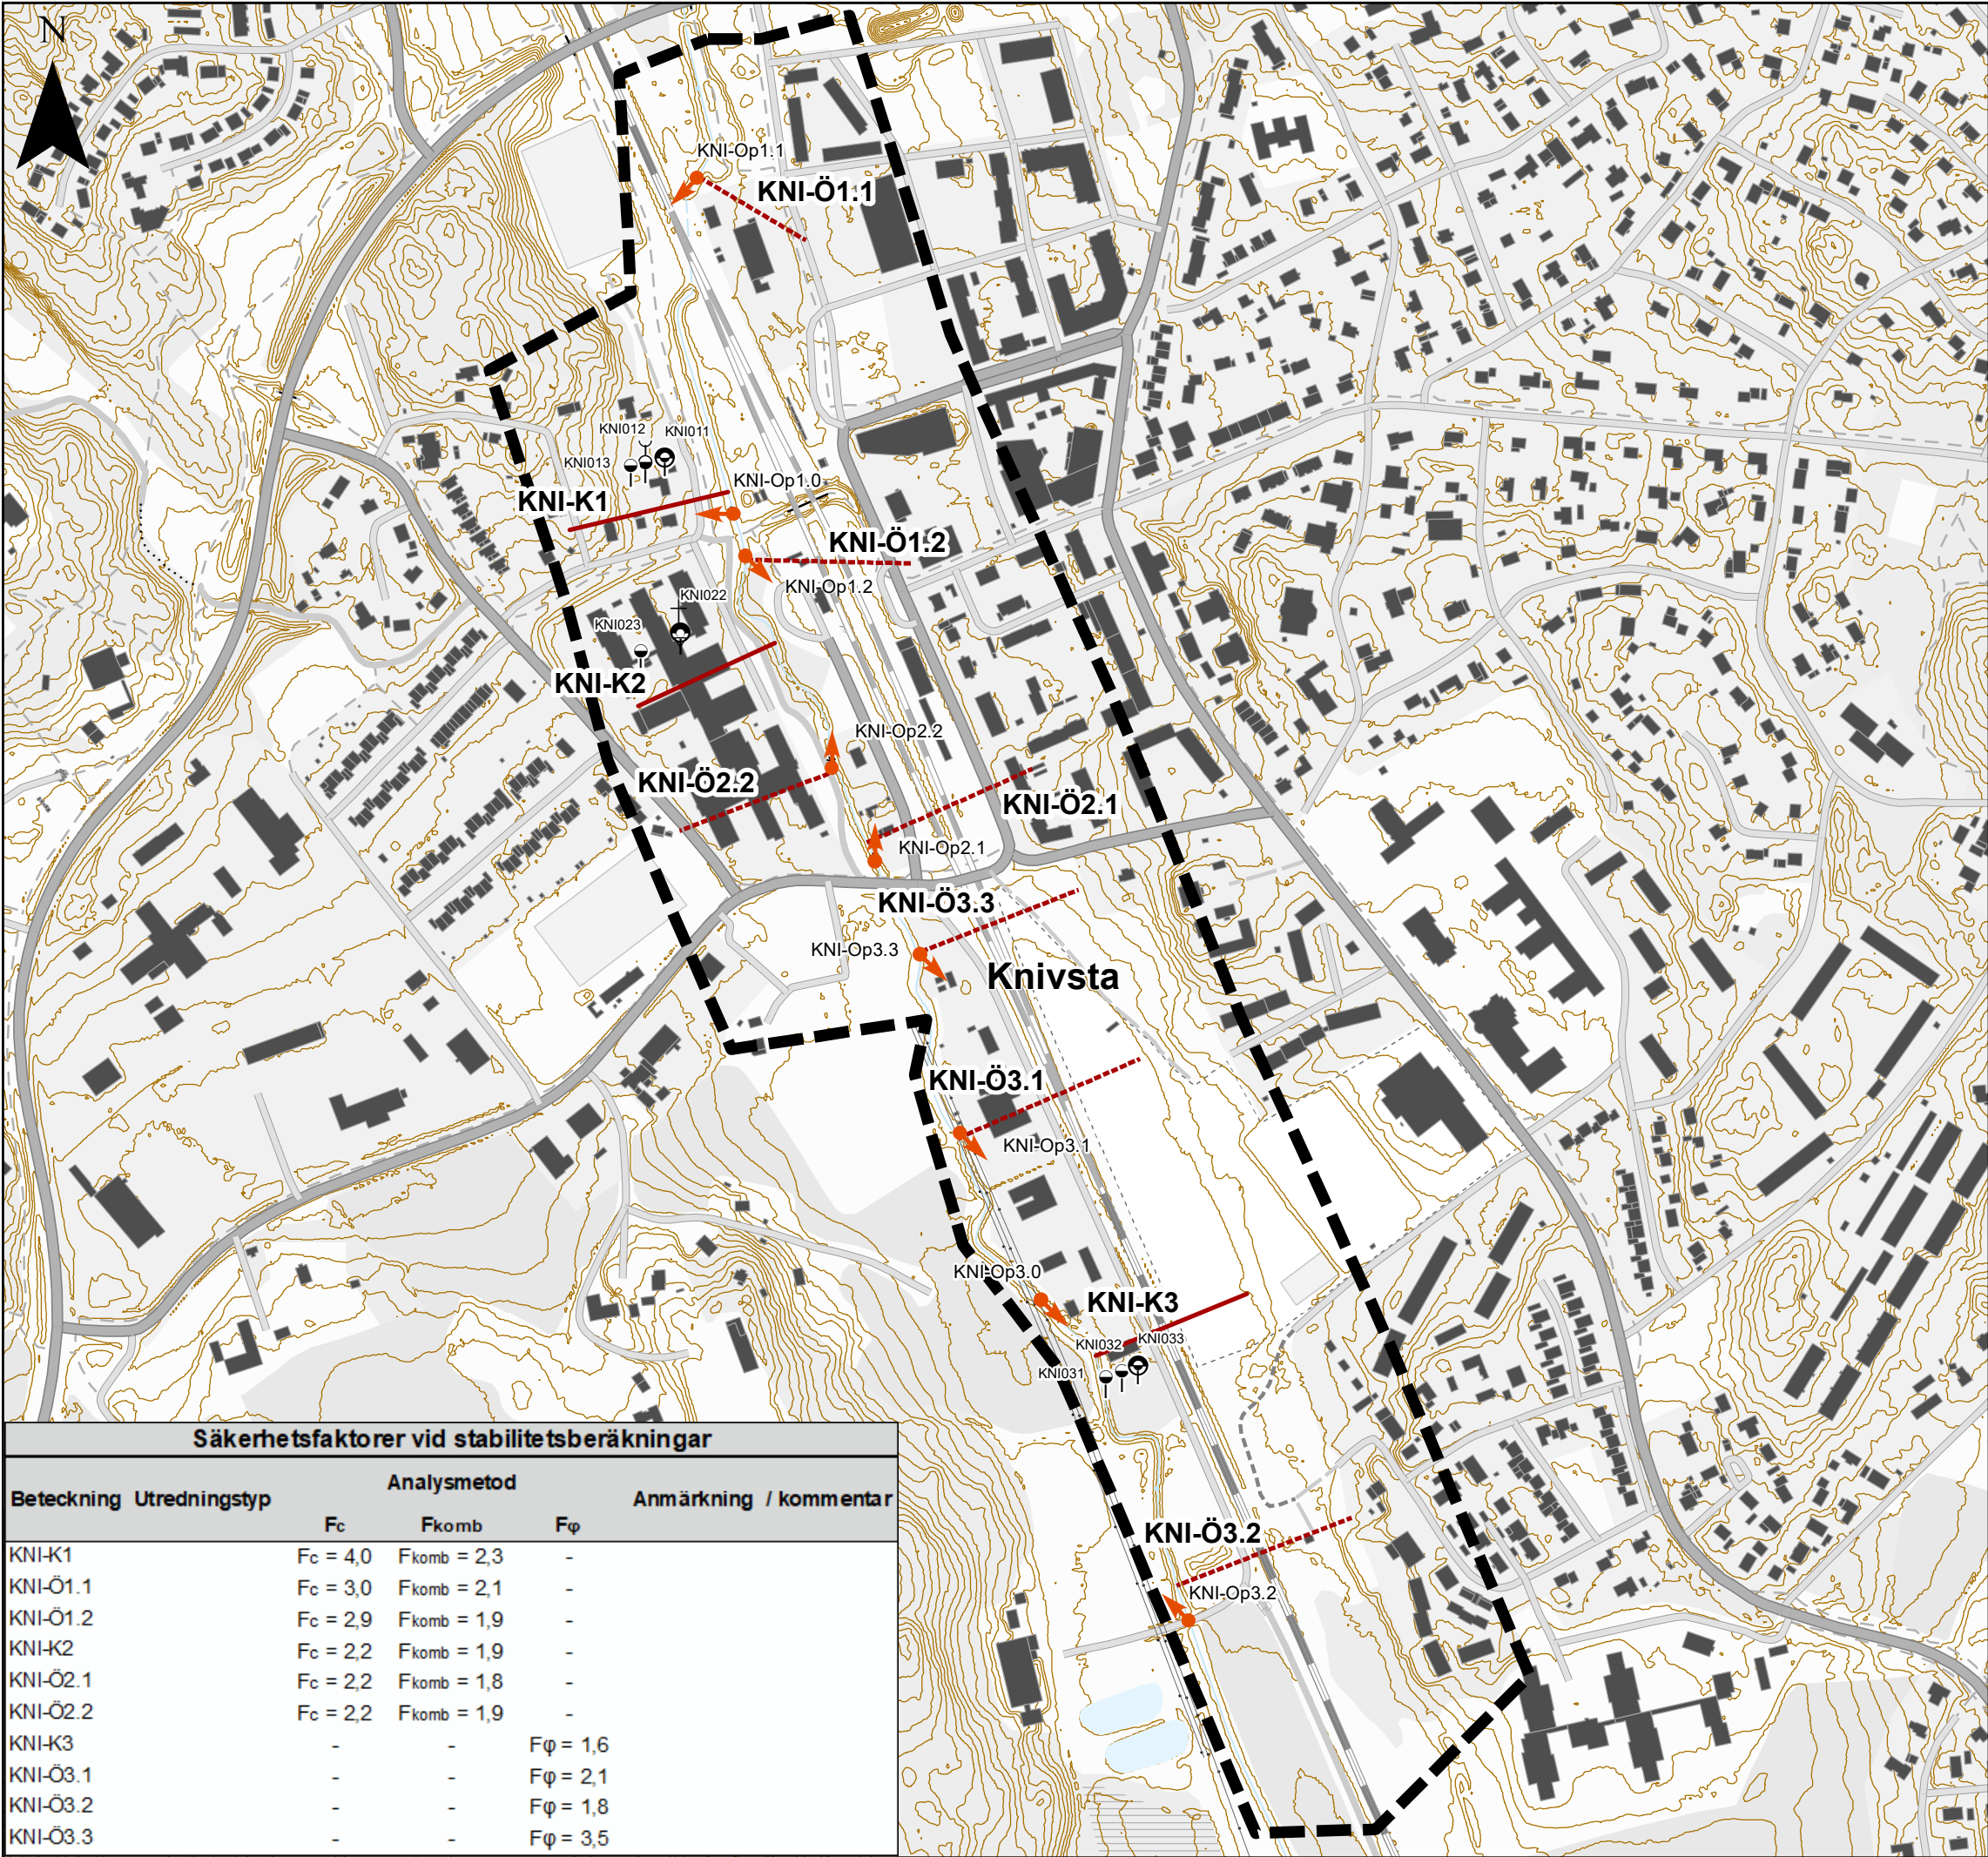 N
KNI-Op1.1
KNI-Ö1.1
KNI012
KNI011
KNI013
KNI-Op1.0
KNI-K1
KNI-Ö1.2
KNI-Op1.2
KNI022
KNI023
KNI-K2
KNI-Op2.2
KNI-Ö2.2
KNI-Ö2.1
KNI-Op2.1
KNI-Ö3.3
KNI-Op3.3
Knivsta
KNI-Ö3.1
KNI-Op3.1
KNI-Op3.0
KNI-K3
KNI033
KNI032
KNI031
KNI-Ö3.2
KNI-Op3.2
Säkerhetsfaktorer vid stabilitetsberäkningar
Analysmetod
Beteckning Utredningstyp Anmärkning / kommentar
Fc Fkomb Fφ
KNI-K1 Fc = 4,0 Fkomb = 2,3 -
KNI-Ö1.1 Fc = 3,0 Fkomb = 2,1 -
KNI-Ö1.2 Fc = 2,9 Fkomb = 1,9 -
KNI-K2 Fc = 2,2 Fkomb = 1,9 -
KNI-Ö2.1 Fc = 2,2 Fkomb = 1,8 -
KNI-Ö2.2 Fc = 2,2 Fkomb = 1,9 -
KNI-K3 - - Fφ = 1,6
KNI-Ö3.1 - - Fφ = 2,1
KNI-Ö3.2 - - Fφ = 1,8
KNI-Ö3.3 - - Fφ = 3,5